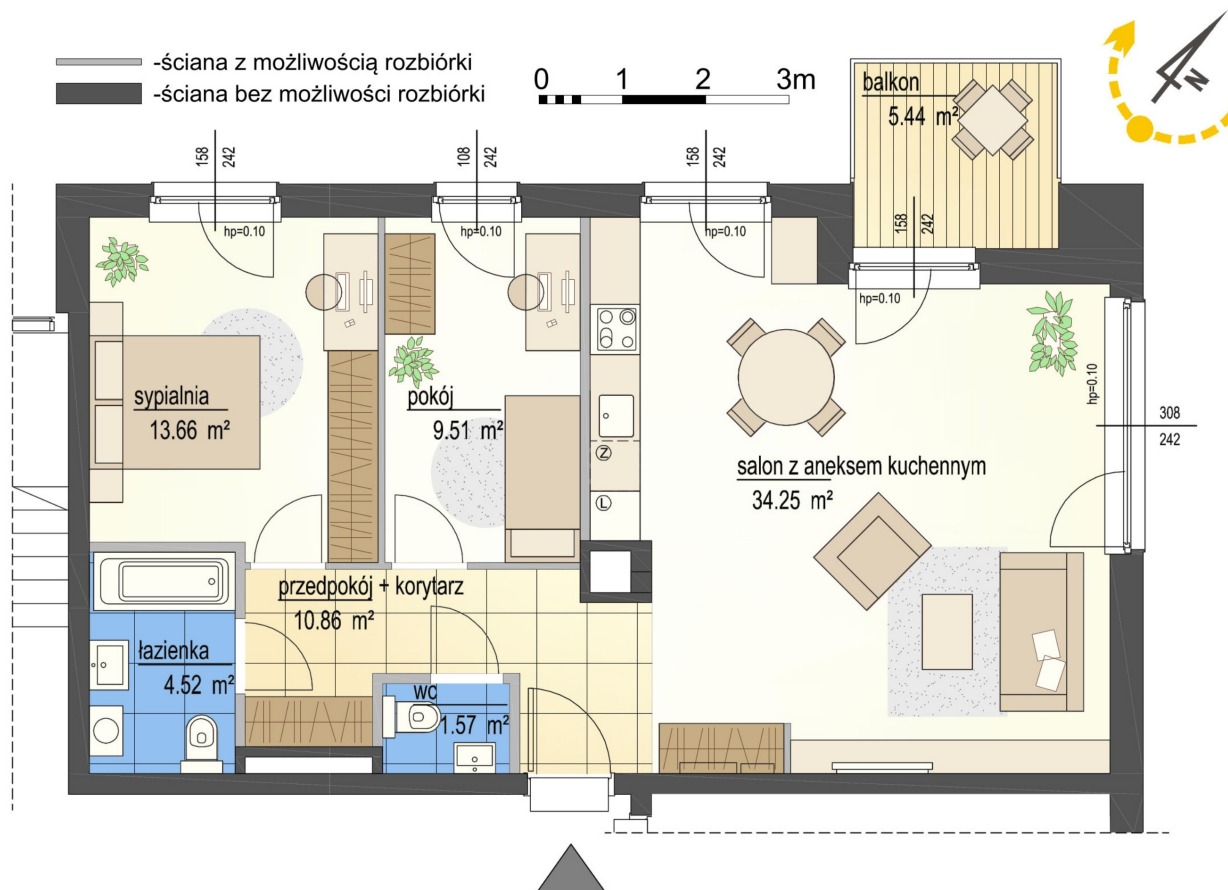 -ściana z możliwością rozbiórki
-ściana bez możliwości rozbiórki
0 1 2 3m
N
balkon
5.44 m²
158
242
108
242
158
242
158
242
hp=0.10
hp=0.10
hp=0.10
hp=0.10
hp=0.10
308
242
sypialnia
13.66 m²
pokój
9.51 m²
Z
L
salon z aneksem kuchennym
34.25 m²
przedpokój + korytarz
10.86 m²
łazienka
4.52 m²
wc
1.57 m²